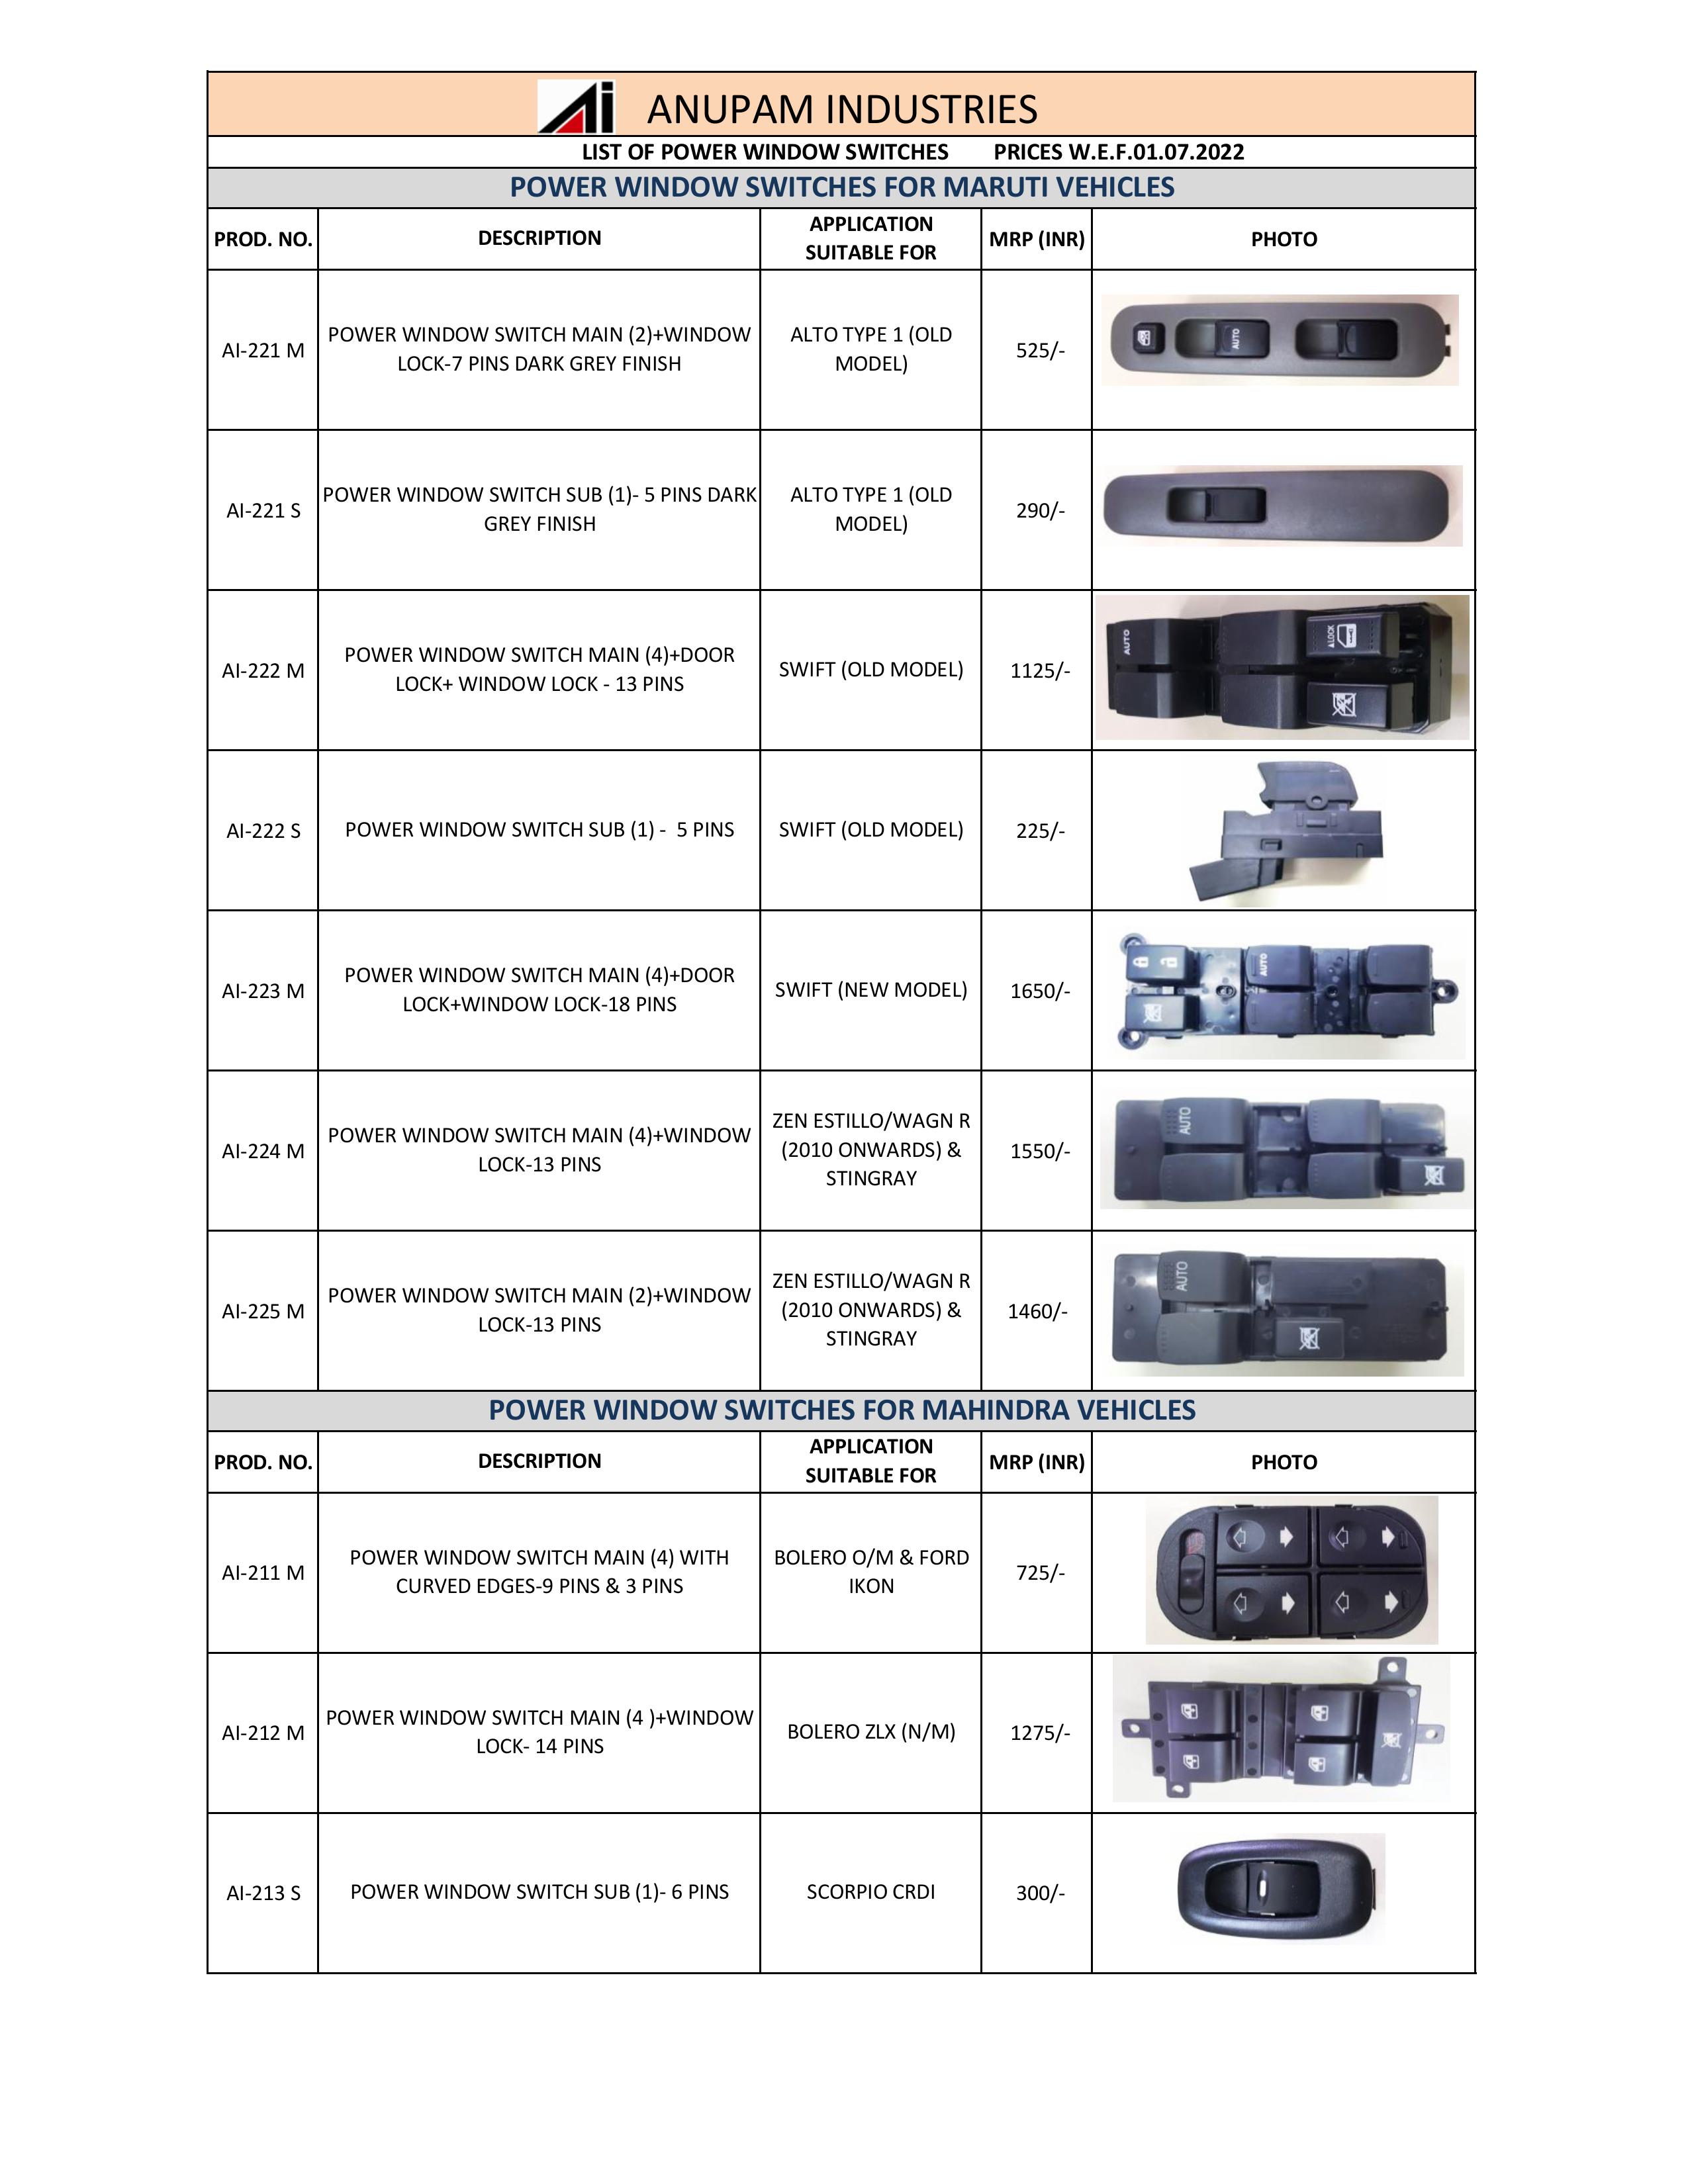 Ai ANUPAM INDUSTRIES
LIST OF POWER WINDOW SWITCHES PRICES W.E.F.01.07.2022
POWER WINDOW SWITCHES FOR MARUTI VEHICLES
PROD. NO. DESCRIPTION APPLICATION SUITABLE FOR MRP (INR) PHOTO
AI-221 M
POWER WINDOW SWITCH MAIN (2)+WINDOW
LOCK-7 PINS DARK GREY FINISH
ALTO TYPE 1 (OLD
MODEL)
525/-
AUTO
AI-221 S
POWER WINDOW SWITCH SUB (1)- 5 PINS DARK
GREY FINISH
ALTO TYPE 1 (OLD
MODEL)
290/-
AI-222 M
POWER WINDOW SWITCH MAIN (4)+DOOR
LOCK+ WINDOW LOCK - 13 PINS
SWIFT (OLD MODEL)
1125/-
AUTO
LOCK
AI-222 S
POWER WINDOW SWITCH SUB (1) -  5 PINS
SWIFT (OLD MODEL)
225/-
AI-223 M
POWER WINDOW SWITCH MAIN (4)+DOOR
LOCK+WINDOW LOCK-18 PINS
SWIFT (NEW MODEL)
1650/-
AUTO
AI-224 M
POWER WINDOW SWITCH MAIN (4)+WINDOW
LOCK-13 PINS
ZEN ESTILLO/WAGN R
(2010 ONWARDS) &
STINGRAY
1550/-
AUTO
AI-225 M
POWER WINDOW SWITCH MAIN (2)+WINDOW
LOCK-13 PINS
ZEN ESTILLO/WAGN R
(2010 ONWARDS) &
STINGRAY
1460/-
AUTO
POWER WINDOW SWITCHES FOR MAHINDRA VEHICLES
PROD. NO. DESCRIPTION APPLICATION SUITABLE FOR MRP (INR) PHOTO
AI-211 M
POWER WINDOW SWITCH MAIN (4) WITH
CURVED EDGES-9 PINS & 3 PINS
BOLERO O/M & FORD
IKON
725/-
AI-212 M
POWER WINDOW SWITCH MAIN (4 )+WINDOW
LOCK- 14 PINS
BOLERO ZLX (N/M)
1275/-
AI-213 S
POWER WINDOW SWITCH SUB (1)- 6 PINS
SCORPIO CRDI
300/-